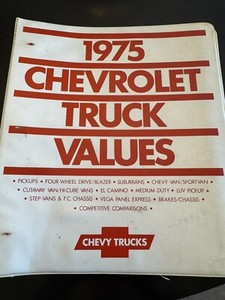 1975
CHEVROLET
TRUCK
VALUES
• PICKUPS • FOUR-WHEEL DRIVE/BLAZER • SUBURBANS • CHEVY VAN-SPORTVAN
• CUTAWAY VAN/HI-CUBE VANS • EL CAMINO • MEDIUM DUTY • LUV PICKUP •
• STEP-VANS & F.C. CHASSIS • VEGA PANEL EXPRESS • BRAKES/CHASSIS •
• COMPETITIVE COMPARISONS •
CHEVY TRUCKS